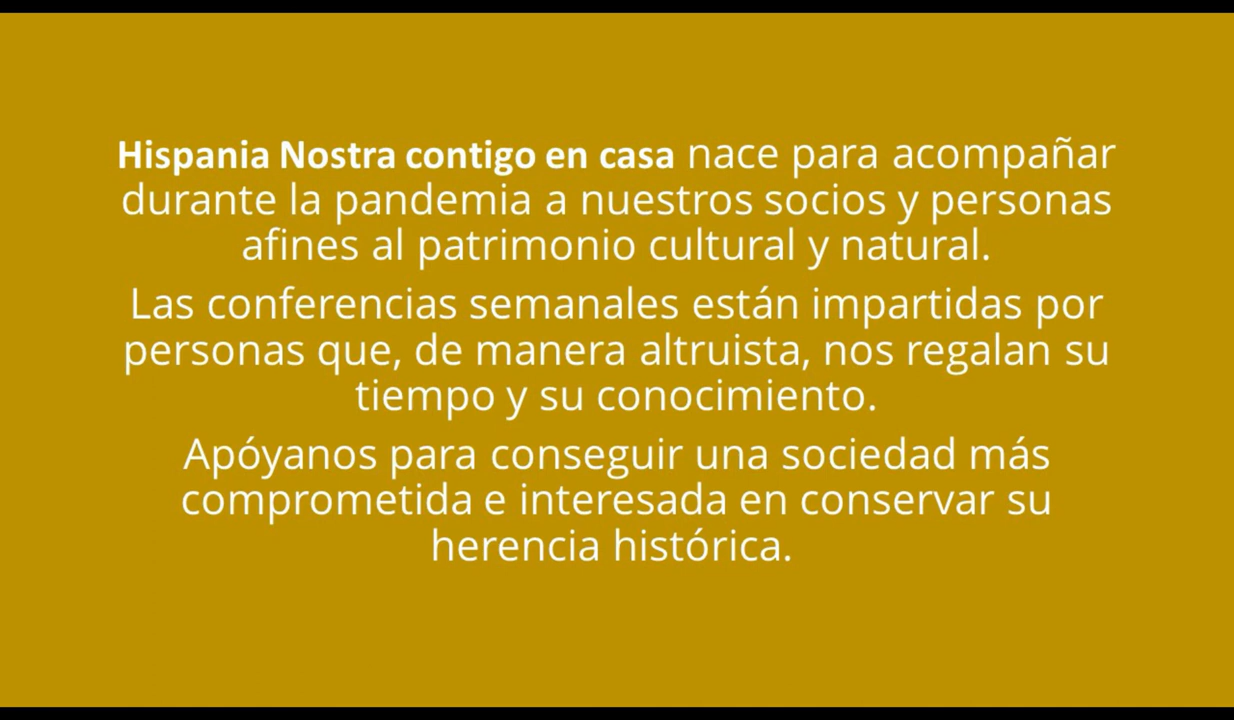 Hispania Nostra contigo en casa nace para acompañar
durante la pandemia a nuestros socios y personas
afines al patrimonio cultural y natural.
Las conferencias semanales están impartidas por
personas que, de manera altruista, nos regalan su
tiempo y su conocimiento.
Apóyanos para conseguir una sociedad más
comprometida e interesada en conservar su
herencia histórica.